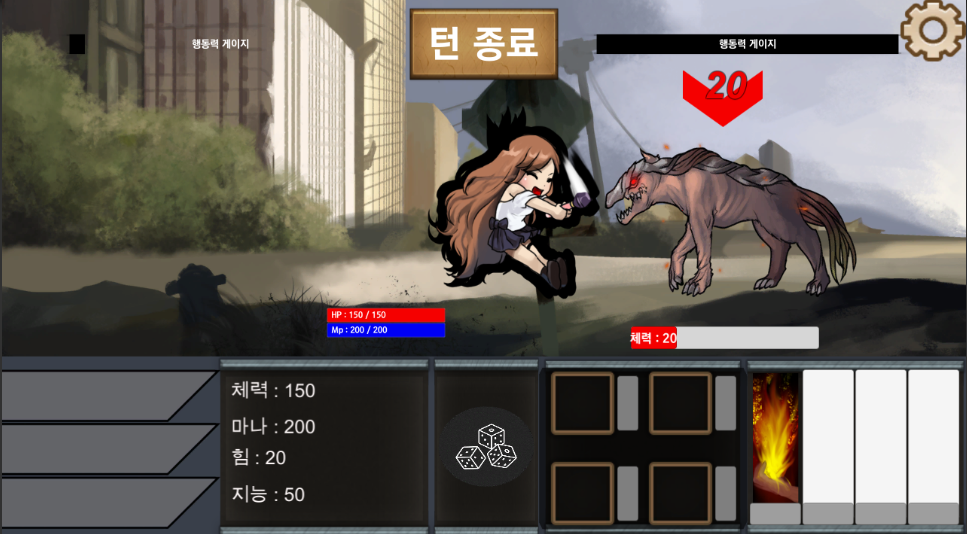 턴 종료
행동력 게이지
행동력 게이지
20
HP : 150 / 150
Mp : 200 / 200
체력 : 20
체력 : 150
마나 : 200
힘 : 20
지능 : 50